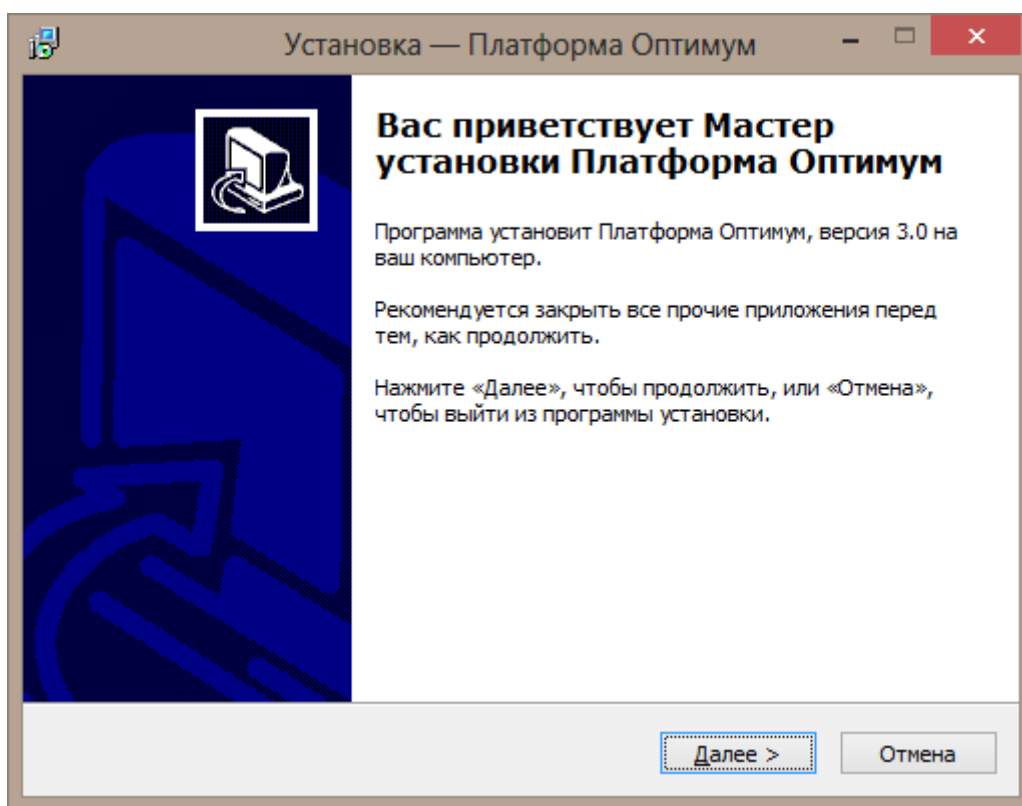 Установка — Платформа Оптимум
Вас приветствует Мастер
установки Платформа Оптимум
Программа установит Платформа Оптимум, версия 3.0 на
ваш компьютер.
Рекомендуется закрыть все прочие приложения перед
тем, как продолжить.
Нажмите «Далее», чтобы продолжить, или «Отмена»,
чтобы выйти из программы установки.
Далее >
Отмена